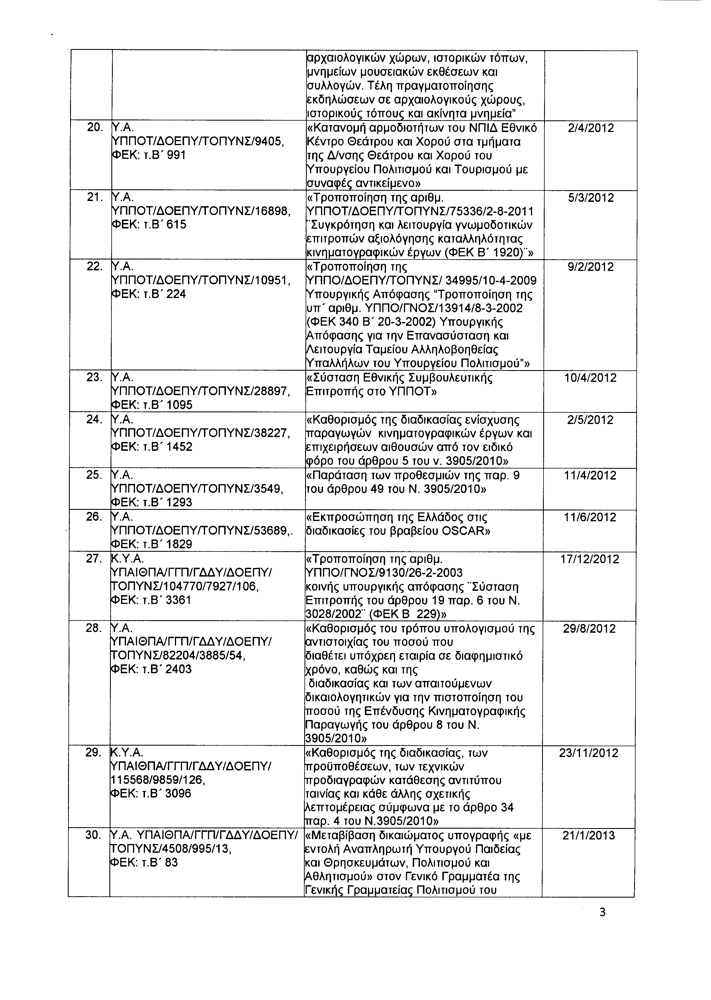 αρχαιολογικών χώρων, ιστορικών τόπων,
μνημείων μουσειακών εκθέσεων και
συλλογών. Τέλη πραγματοποίησης
εκδηλώσεων σε αρχαιολογικούς χώρους,
ιστορικούς τόπους και ακίνητα μνημεία"
20.
Υ.Α.
ΥΠΠΟΤ/ΔΟΕΠΥ/ΤΟΠΥΝΣ/9405,
ΦΕΚ: τ.Β΄ 991
«Κατανομή αρμοδιοτήτων του ΝΠΙΔ Εθνικό
Κέντρο Θεάτρου και Χορού στα τμήματα
της Δ/νσης Θεάτρου και Χορού του
Υπουργείου Πολιτισμού και Τουρισμού με
συναφές αντικείμενο»
2/4/2012
21.
Υ.Α.
ΥΠΠΟΤ/ΔΟΕΠΥ/ΤΟΠΥΝΣ/16898,
ΦΕΚ: τ.Β΄ 615
«Τροποποίηση της αριθμ.
ΥΠΠΟΤ/ΔΟΕΠΥ/ΤΟΠΥΝΣ/75336/2-8-2011
¨Συγκρότηση και λειτουργία γνωμοδοτικών
επιτροπών αξιολόγησης καταλληλότητας
κινηματογραφικών έργων (ΦΕΚ Β΄ 1920)¨»
5/3/2012
22.
Υ.Α.
ΥΠΠΟΤ/ΔΟΕΠΥ/ΤΟΠΥΝΣ/10951,
ΦΕΚ: τ.Β΄ 224
«Τροποποίηση της
ΥΠΠΟ/ΔΟΕΠΥ/ΤΟΠΥΝΣ/ 34995/10-4-2009
Υπουργικής Απόφασης “Τροποποίηση της
υπ΄ αριθμ. ΥΠΠΟ/ΓΝΟΣ/13914/8-3-2002
(ΦΕΚ 340 Β΄ 20-3-2002) Υπουργικής
Απόφασης για την Επανασύσταση και
Λειτουργία Ταμείου Αλληλοβοηθείας
Υπαλλήλων του Υπουργείου Πολιτισμού”»
9/2/2012
23.
Υ.Α.
ΥΠΠΟΤ/ΔΟΕΠΥ/ΤΟΠΥΝΣ/28897,
ΦΕΚ: τ.Β΄ 1095
«Σύσταση Εθνικής Συμβουλευτικής
Επιτροπής στο ΥΠΠΟΤ»
10/4/2012
24.
Υ.Α.
ΥΠΠΟΤ/ΔΟΕΠΥ/ΤΟΠΥΝΣ/38227,
ΦΕΚ: τ.Β΄ 1452
«Καθορισμός της διαδικασίας ενίσχυσης
παραγωγών κινηματογραφικών έργων και
επιχειρήσεων αιθουσών από τον ειδικό
φόρο του άρθρου 5 του ν. 3905/2010»
2/5/2012
25.
Υ.Α.
ΥΠΠΟΤ/ΔΟΕΠΥ/ΤΟΠΥΝΣ/3549,
ΦΕΚ: τ.Β΄ 1293
«Παράταση των προθεσμιών της παρ. 9
του άρθρου 49 του Ν. 3905/2010»
11/4/2012
26.
Υ.Α.
ΥΠΠΟΤ/ΔΟΕΠΥ/ΤΟΠΥΝΣ/53689,.
ΦΕΚ: τ.Β΄ 1829
«Εκπροσώπηση της Ελλάδος στις
διαδικασίες του βραβείου OSCAR»
11/6/2012
27.
Κ.Υ.Α.
ΥΠΑΙΘΠΑ/ΓΓΠ/ΓΔΔΥ/ΔΟΕΠΥ/
ΤΟΠΥΝΣ/104770/7927/106,
ΦΕΚ: τ.Β΄ 3361
«Τροποποίηση της αριθμ.
ΥΠΠΟ/ΓΝΟΣ/9130/26-2-2003
κοινής υπουργικής απόφασης ¨Σύσταση
Επιτροπής του άρθρου 19 παρ. 6 του Ν.
3028/2002¨ (ΦΕΚ Β 229)»
17/12/2012
28.
Υ.Α.
ΥΠΑΙΘΠΑ/ΓΓΠ/ΓΔΔΥ/ΔΟΕΠΥ/
ΤΟΠΥΝΣ/82204/3885/54,
ΦΕΚ: τ.Β΄ 2403
«Καθορισμός του τρόπου υπολογισμού της
αντιστοιχίας του ποσού που
διαθέτει υπόχρεη εταιρία σε διαφημιστικό
χρόνο, καθώς και της
διαδικασίας και των απαιτούμενων
δικαιολογητικών για την πιστοποίηση του
ποσού της Επένδυσης Κινηματογραφικής
Παραγωγής του άρθρου 8 του Ν.
3905/2010»
29/8/2012
29.
Κ.Υ.Α.
ΥΠΑΙΘΠΑ/ΓΓΠ/ΓΔΔΥ/ΔΟΕΠΥ/
115568/9859/126,
ΦΕΚ: τ.Β΄ 3096
«Καθορισμός της διαδικασίας, των
προϋποθέσεων, των τεχνικών
προδιαγραφών κατάθεσης αντιτύπου
ταινίας και κάθε άλλης σχετικής
λεπτομέρειας σύμφωνα με το άρθρο 34
παρ. 4 του Ν.3905/2010»
23/11/2012
30.
Υ.Α. ΥΠΑΙΘΠΑ/ΓΓΠ/ΓΔΔΥ/ΔΟΕΠΥ/
ΤΟΠΥΝΣ/4508/995/13,
ΦΕΚ: τ.Β΄ 83
«Μεταβίβαση δικαιώματος υπογραφής «με
εντολή Αναπληρωτή Υπουργού Παιδείας
και Θρησκευμάτων, Πολιτισμού και
Αθλητισμού» στον Γενικό Γραμματέα της
Γενικής Γραμματείας Πολιτισμού του
21/1/2013
3